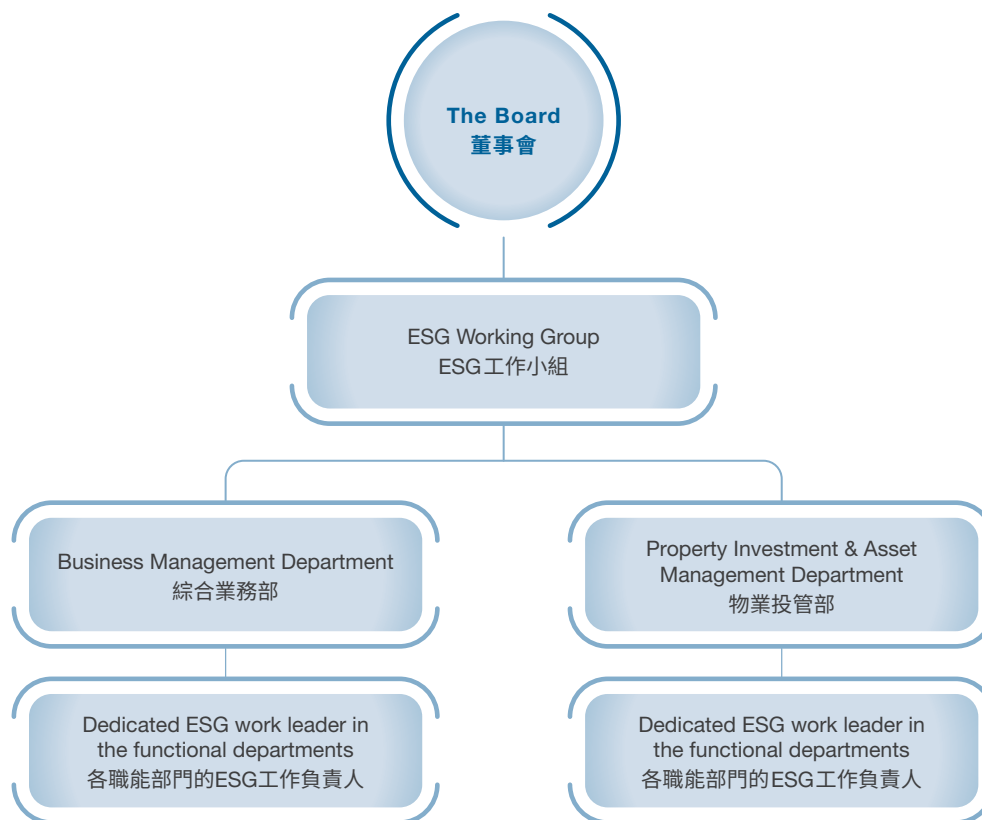 The Board
董事會
ESG Working Group
ESG工作小組
Business Management Department
綜合業務部
Property Investment & Asset
Management Department
物業投管部
Dedicated ESG work leader in
the functional departments
各職能部門的ESG工作負責人
Dedicated ESG work leader in
the functional departments
各職能部門的ESG工作負責人